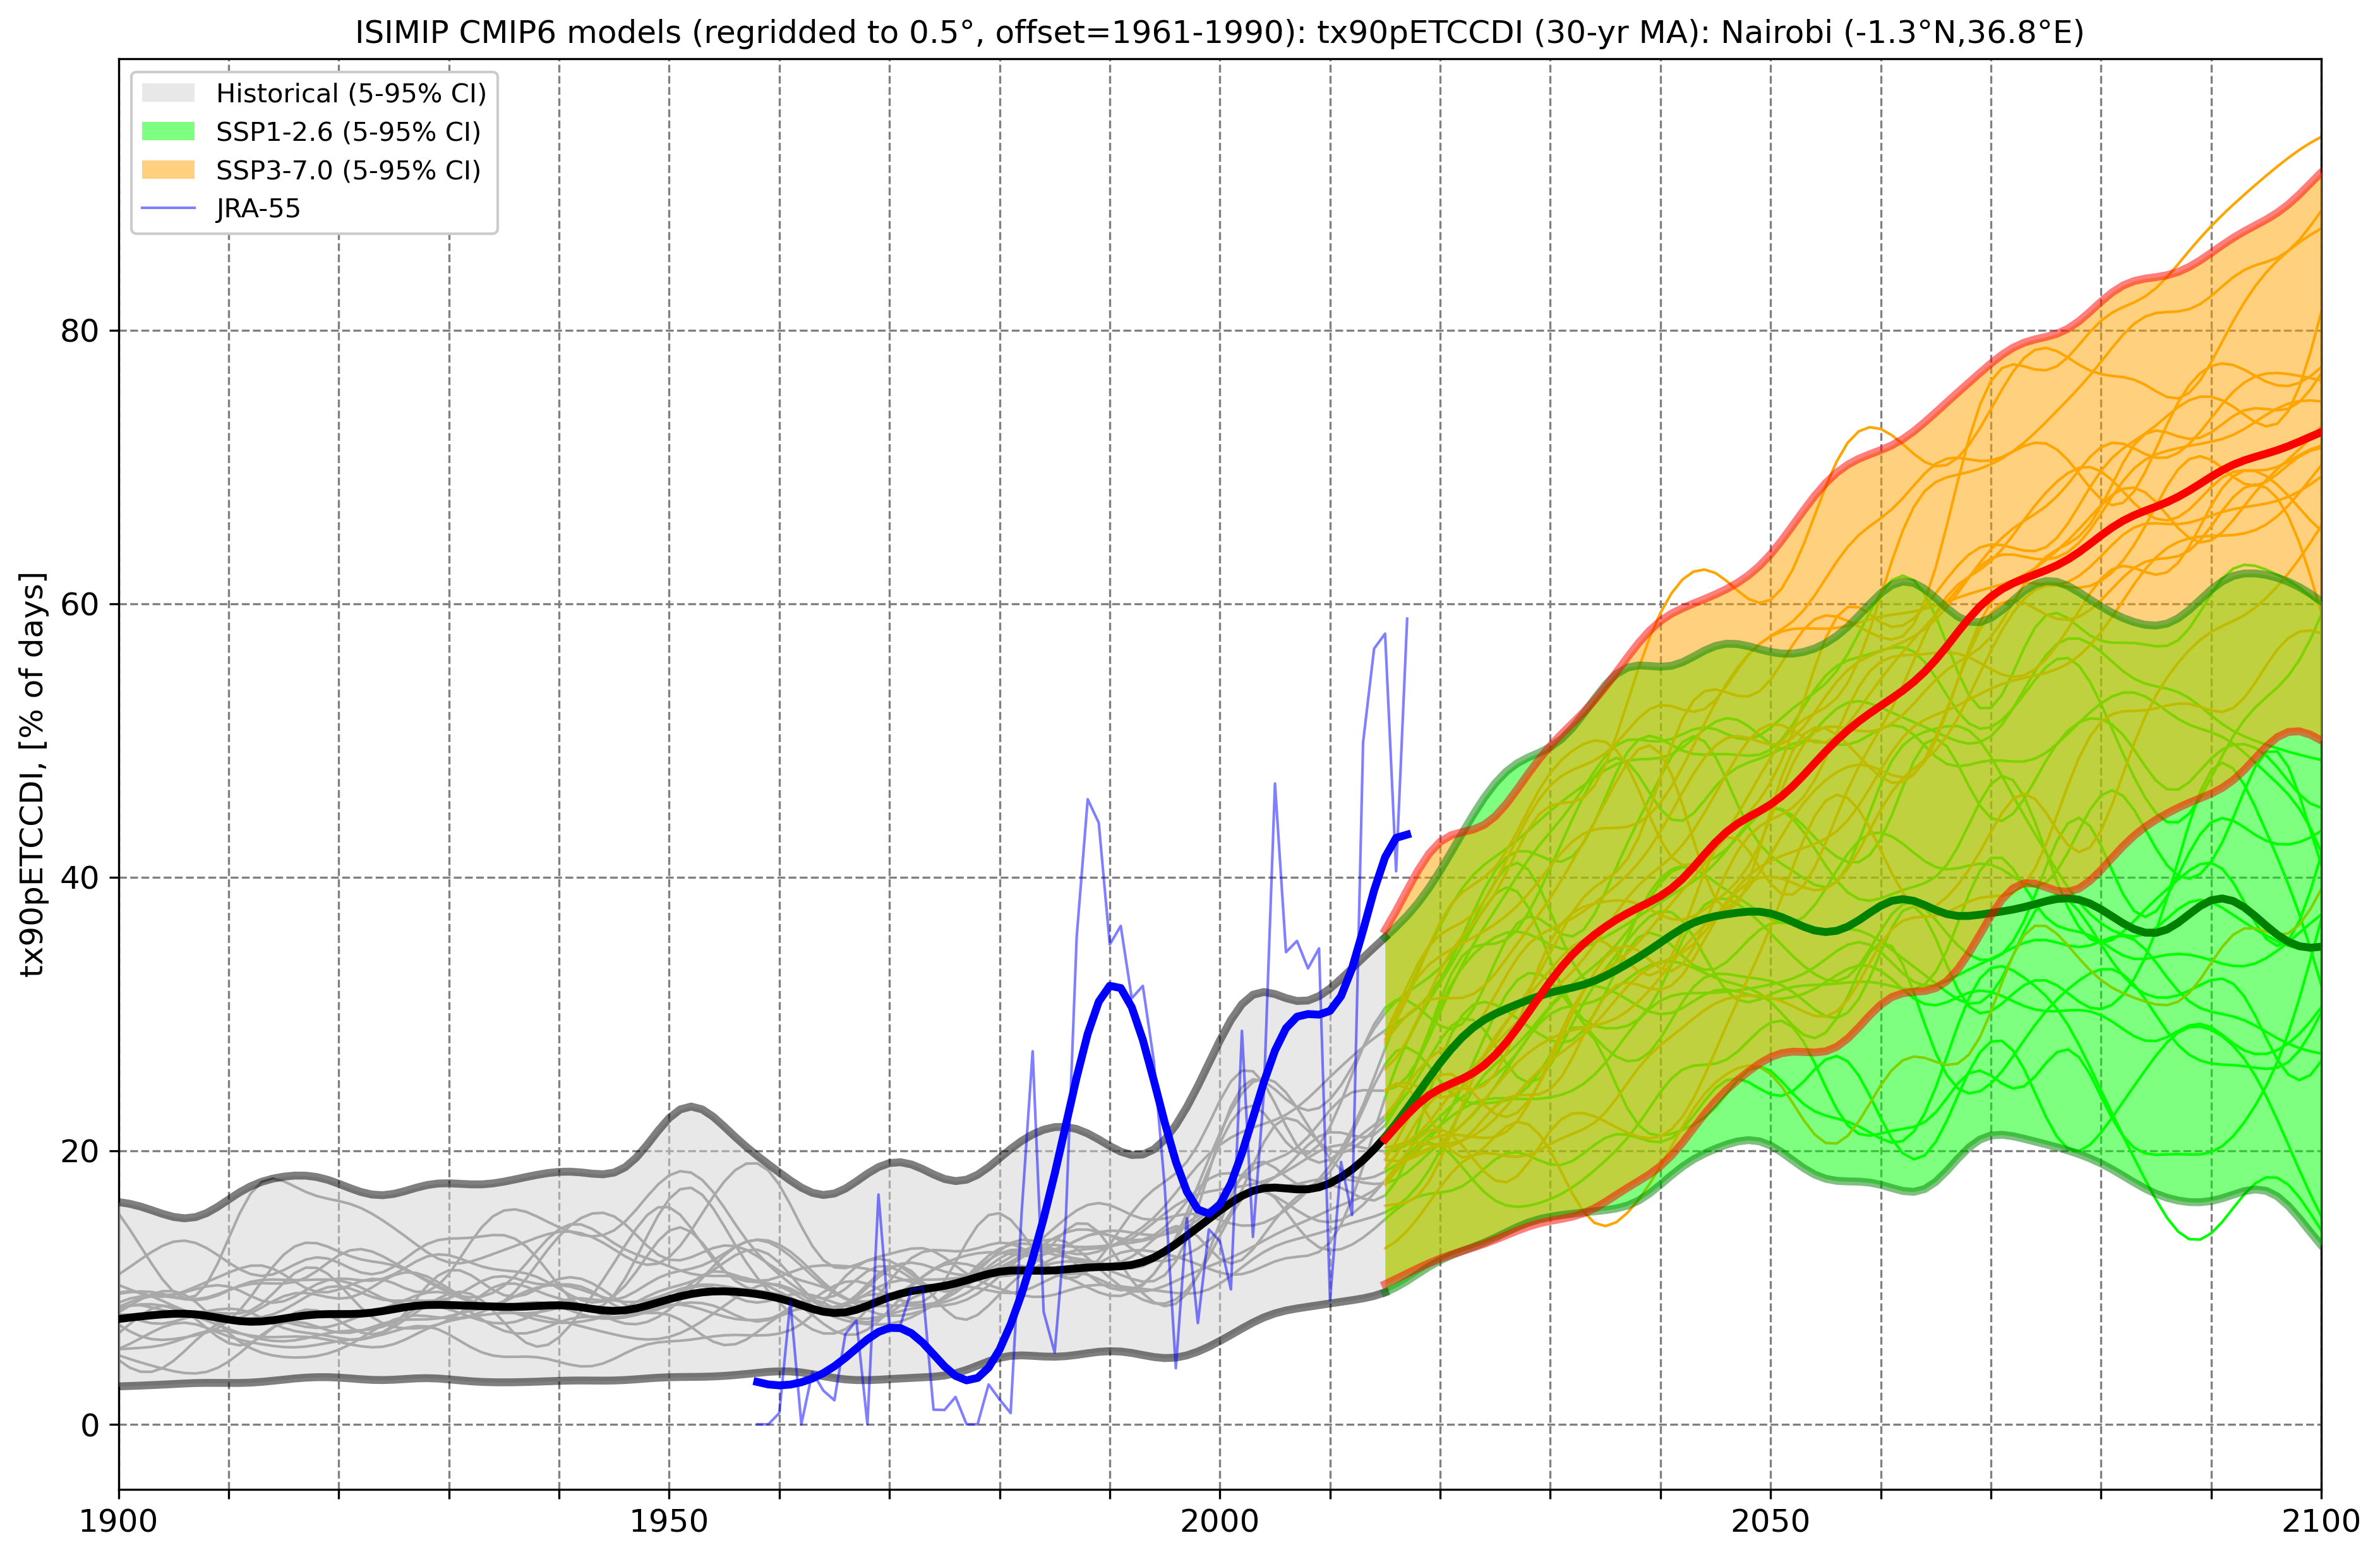 ISIMIP CMIP6 models (regridded to 0.5°, offset=1961-1990): tx90pETCCDI (30-yr MA): Nairobi (-1.3°N,36.8°E)
Historical (5-95% CI)
SSP1-2.6 (5-95% CI)
SSP3-7.0 (5-95% CI)
JRA-55
tx90pETCCDI, [% of days]
80
60
40
20
0
1900
1950
2000
2050
2100